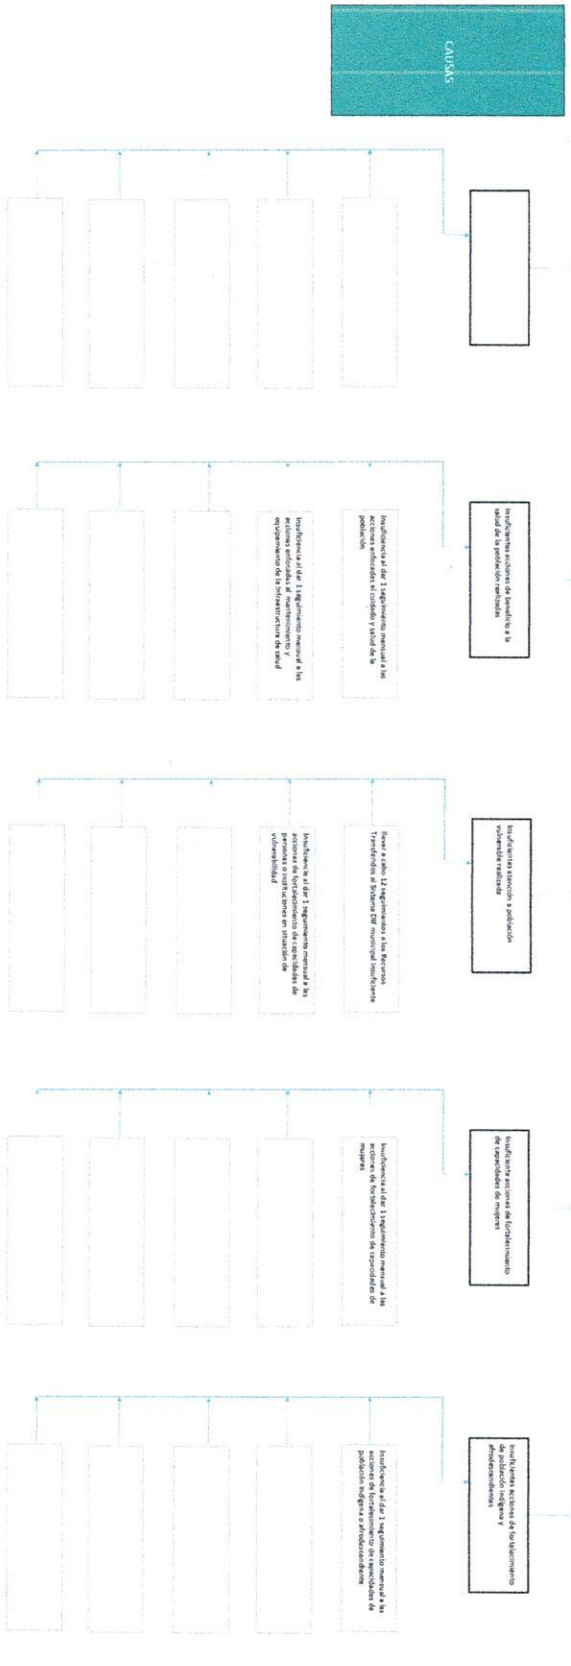 CAUSAS
Insuficientes acciones de beneficio a la
salud de la población realizadas
Insuficiencia al dar 1 seguimiento mensual a las
acciones enfocadas al cuidado y salud de la
población
Insuficiencia al dar 1 seguimiento mensual a las
acciones enfocadas al mantenimiento y
equipamiento de la infraestructura de salud
Insuficientes atención a población
vulnerable realizada
llevar a cabo 12 seguimientos a los Recursos
Transferidos al Sistema DIF municipal insuficiente
Insuficiencia al dar 1 seguimiento mensual a las
acciones de fortalecimiento de capacidades de
personas o instituciones en situación de
vulnerabilidad
Insuficiente acciones de fortalecimiento
de capacidades de mujeres
Insuficiencia al dar 1 seguimiento mensual a las
acciones de fortalecimiento de capacidades de
mujeres
Insuficientes acciones de fortalecimiento
de población indígena y
afrodescendientes
Insuficiencia al dar 1 seguimiento mensual a las
acciones de fortalecimiento de capacidades de
población indígena o afrodescendiente